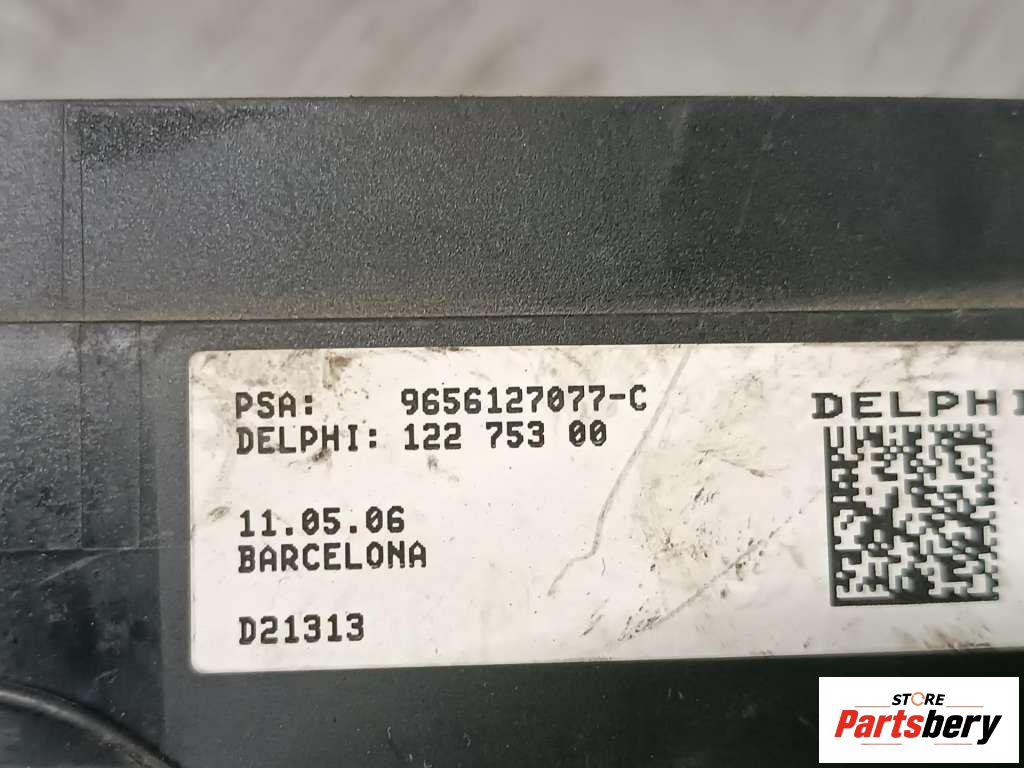 PSA: 9656127077-C
DELPHI: 122 753 00
11.05.06
BARCELONA
D21313
DELPHI
STORE
Partsbery